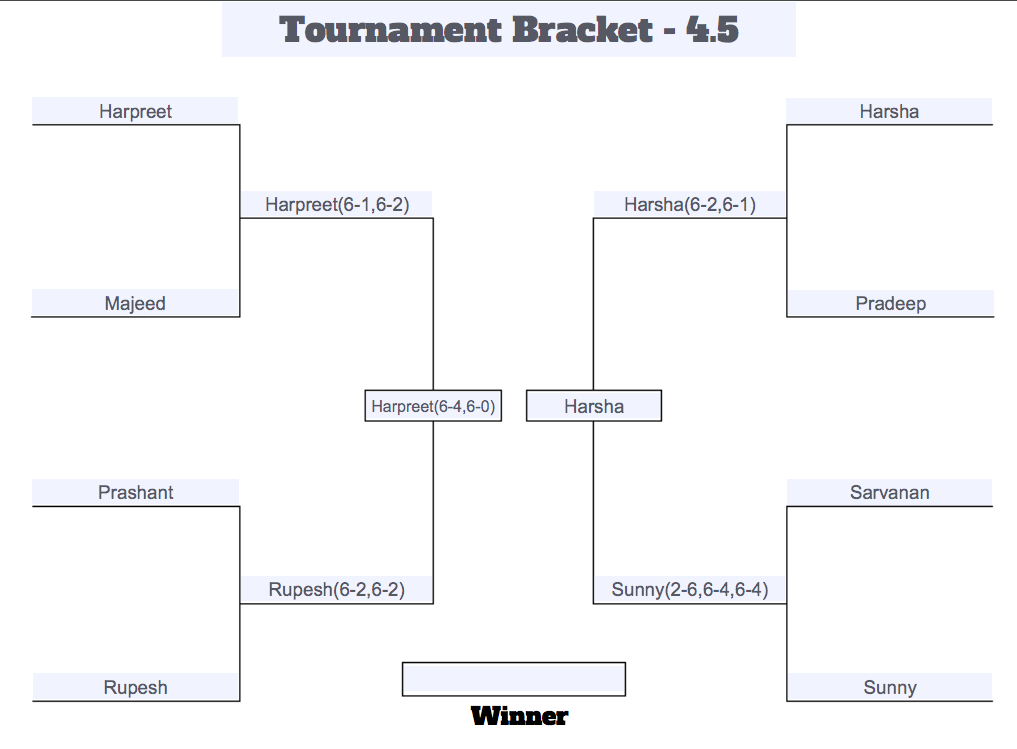 Tournament Bracket - 4.5
Harpreet
Harsha
Harpreet(6-1,6-2)
Harsha(6-2,6-1)
Majeed
Pradeep
Harpreet(6-4,6-0)
Harsha
Prashant
Sarvanan
Rupesh(6-2,6-2)
Sunny(2-6,6-4,6-4)
Rupesh
Sunny
Winner